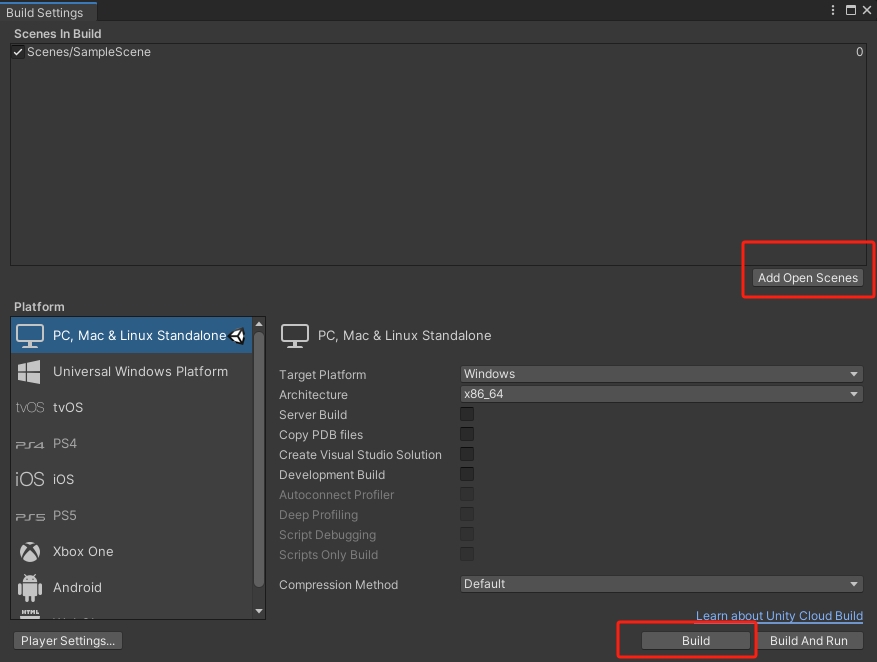 Build Settings
Scenes In Build
Scenes/SampleScene 0
Add Open Scenes
Platform
PC, Mac & Linux Standalone
Universal Windows Platform
tvOS tvOS
PS4 PS4
iOS iOS
PS5 PS5
Xbox One
Android
HTML
PC, Mac & Linux Standalone
Target Platform Windows
Architecture x86_64
Server Build
Copy PDB files
Create Visual Studio Solution
Development Build
Autoconnect Profiler
Deep Profiling
Script Debugging
Scripts Only Build
Compression Method Default
Learn about Unity Cloud Build
Player Settings... Build Build And Run